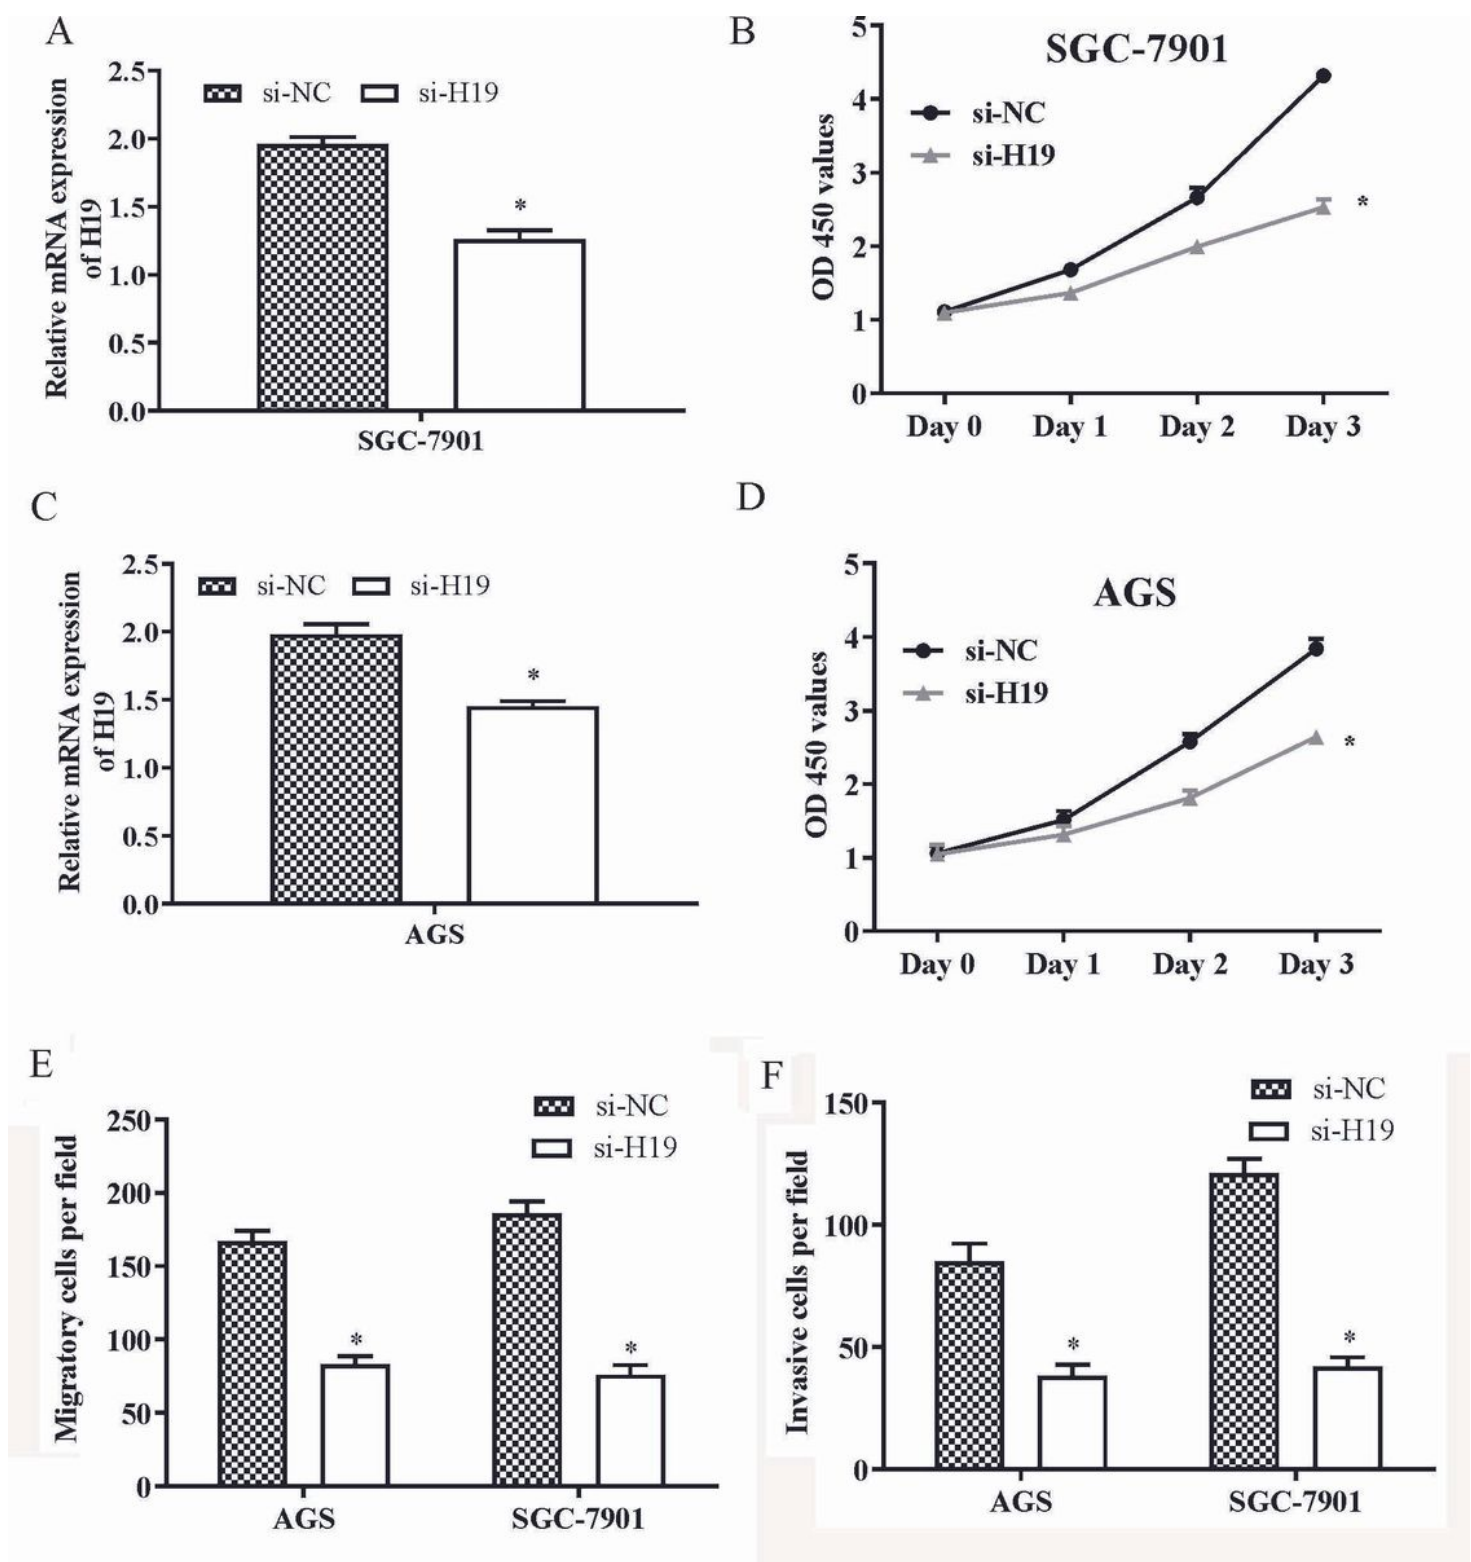 A
2.5
2.0
1.5
1.0
0.5
0.0
Relative mRNA expression
of H19
si-NC
si-H19
*
SGC-7901
B
SGC-7901
5
4
3
2
1
0
OD 450 values
si-NC
si-H19
*
Day 0 Day 1 Day 2 Day 3
C
2.5
2.0
1.5
1.0
0.5
0.0
Relative mRNA expression
of H19
si-NC
si-H19
*
AGS
D
AGS
5
4
3
2
1
0
OD 450 values
si-NC
si-H19
*
Day 0 Day 1 Day 2 Day 3
E
250
200
150
100
50
0
Migratory cells per field
si-NC
si-H19
*
*
AGS
SGC-7901
F
150
100
50
0
Invasive cells per field
si-NC
si-H19
*
*
AGS
SGC-7901